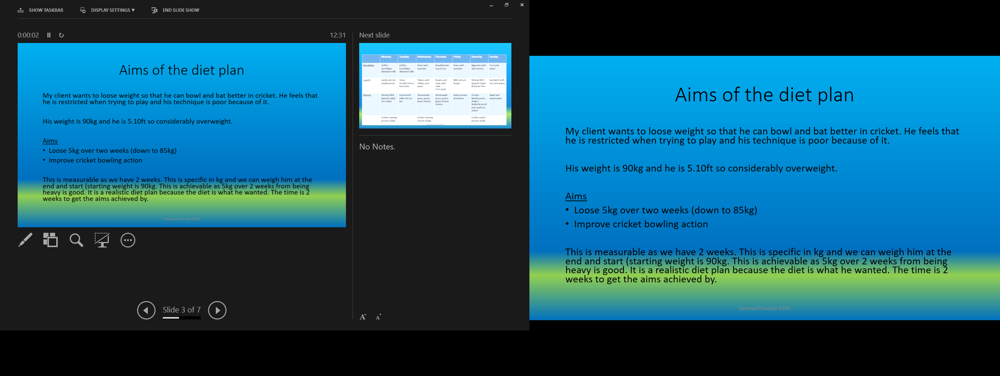 SHOW TASKBAR
DISPLAY SETTINGS ▼
END SLIDE SHOW
0:00:02
12:31
Aims of the diet plan
My client wants to loose weight so that he can bowl and bat better in cricket. He feels that
he is restricted when trying to play and his technique is poor because of it.
His weight is 90kg and he is 5.10ft so considerably overweight.
Aims
• Loose 5kg over two weeks (down to 85kg)
• Improve cricket bowling action
This is measurable as we have 2 weeks. This is specific in kg and we can weigh him at the
end and start (starting weight is 90kg. This is achievable as 5kg over 2 weeks from being
heavy is good. It is a realistic diet plan because the diet is what he wanted. The time is 2
weeks to get the aims achieved by.
Samaad Hussain 8292
Slide 3 of 7
Next slide
Monday Tuesday Wednesday Thursday Friday Saturday Sunday
Breakfast
Coffee
Cornflakes
skimmed milk
Coffee
Cornflakes
skimmed milk
Toast with
marmite
Breakfast bar
Cup of tea
Toast with
marmite
Baguette with
slim cheese
Fruit and
water
Lunch
Lamb and rice
small portion
Pasta
Double Cherry
Smoothie
Pakora with
chillies and
water
Burger and
chips with
coke.
Free meal
Bibb Lettuce
Burger
Shrimp With
Spinach Salad
& Brown Rice
Sandwich with
fruit and water
Dinner
Shrimp With
Spinach Salad
(no carbs)
Cereal with
milk and nut
bar
Homemade
pizza, purée,
goats cheese
Homemade
pizza, purée,
goats cheese
cheese
Jacket potato
and beans
Protein
Bar(Recovery
shake.)
Boiled broccoli
and steak (no
carbs)
Salad and
mayonnaise
Cricket training
protein shake
Cricket training
Protein shake
Cricket match
protein shake
Samaad Hussain 8292
No Notes.
A A
Aims of the diet plan
My client wants to loose weight so that he can bowl and bat better in cricket. He feels that
he is restricted when trying to play and his technique is poor because of it.
His weight is 90kg and he is 5.10ft so considerably overweight.
Aims
• Loose 5kg over two weeks (down to 85kg)
• Improve cricket bowling action
This is measurable as we have 2 weeks. This is specific in kg and we can weigh him at the
end and start (starting weight is 90kg. This is achievable as 5kg over 2 weeks from being
heavy is good. It is a realistic diet plan because the diet is what he wanted. The time is 2
weeks to get the aims achieved by.
Samaad Hussain 8292